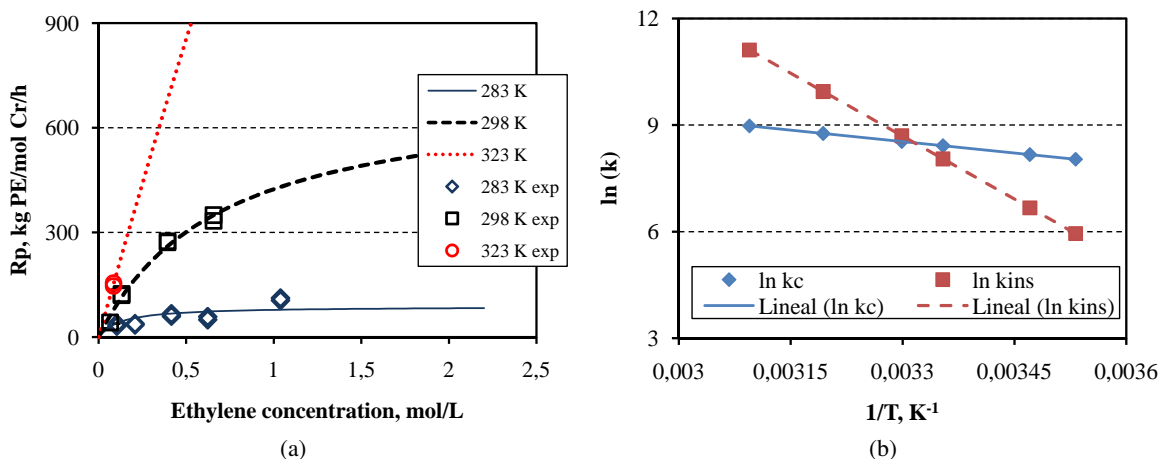 900
600
300
0
Rp, kg PE/mol Cr/h
0
0,5
1
1,5
2
2,5
Ethylene concentration, mol/L
283 K
298 K
323 K
283 K exp
298 K exp
323 K exp
(a)
12
9
6
3
ln (k)
ln kc
ln kins
Lineal (ln kc)
Lineal (ln kins)
0,003
0,00315
0,0033
0,00345
0,0036
1/T, K-1
(b)